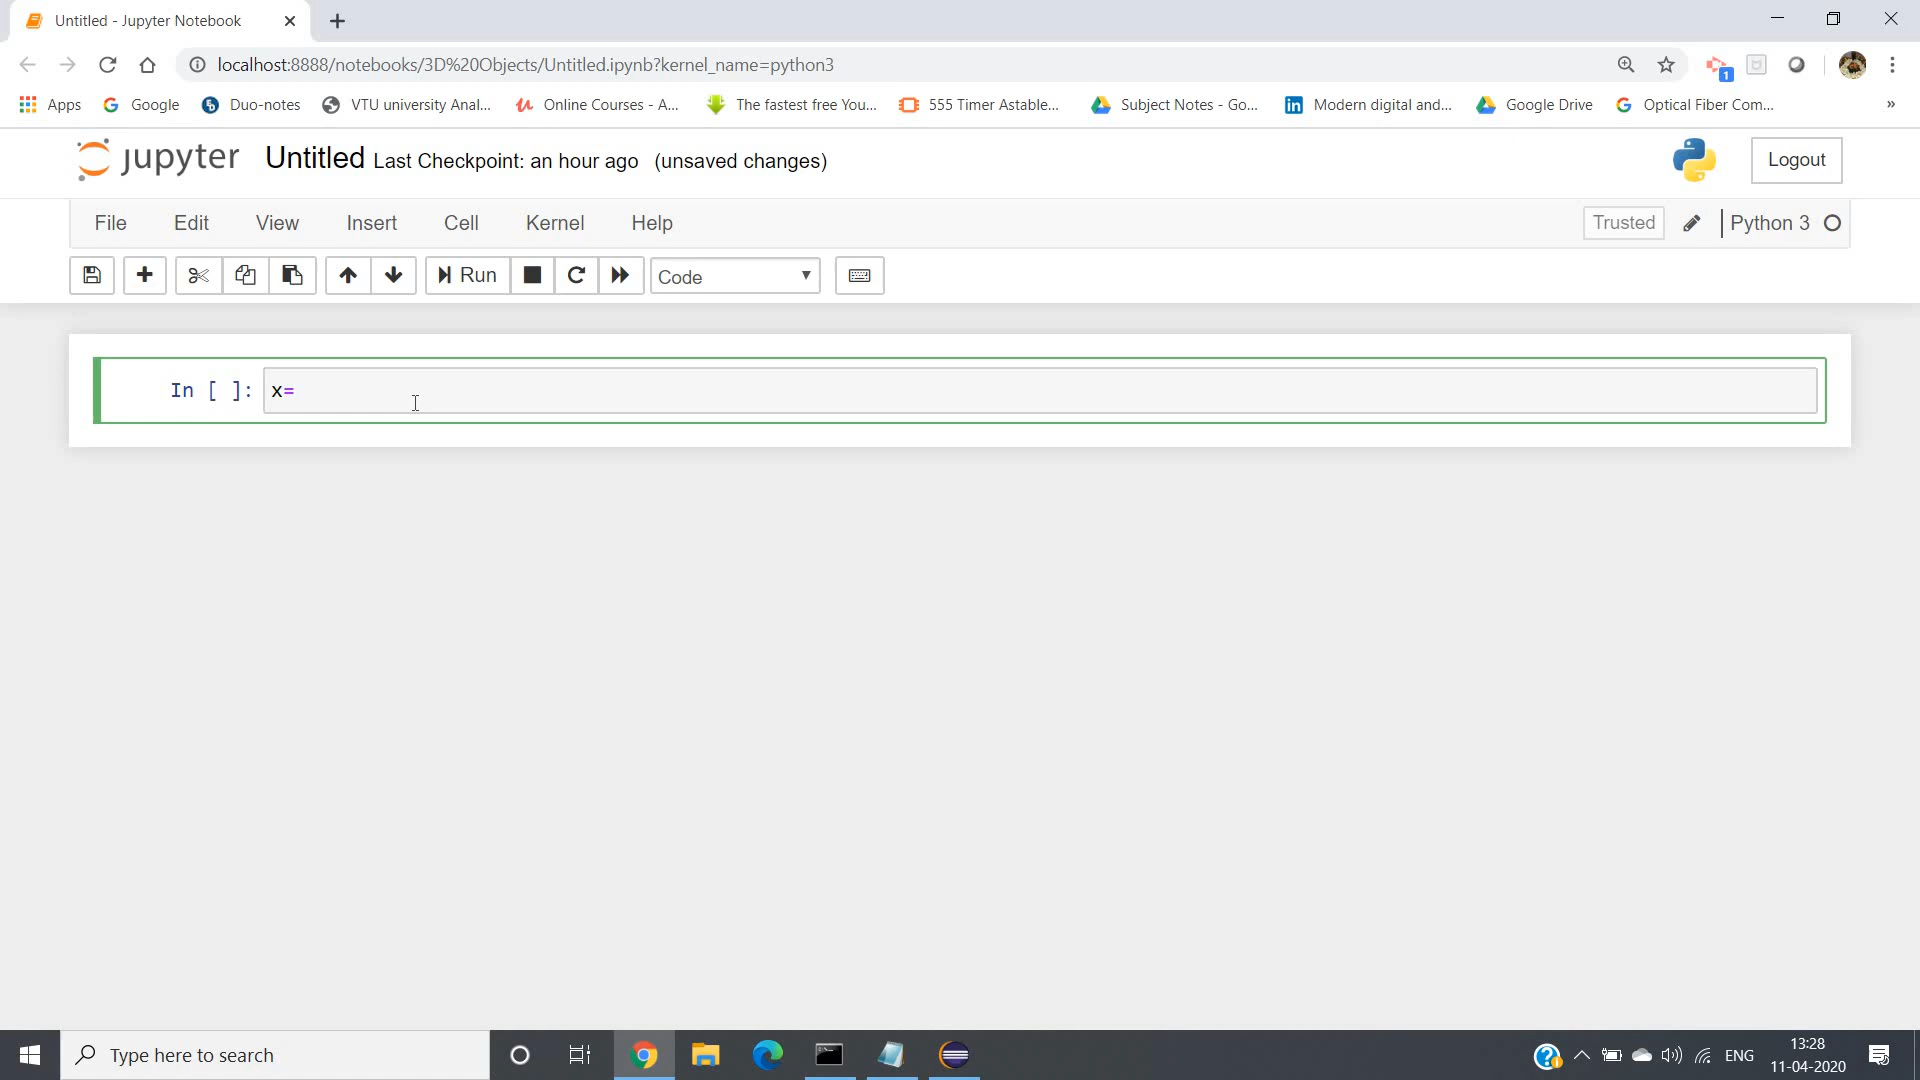 Untitled - Jupyter Notebook
localhost:8888/notebooks/3D%20Objects/Untitled.ipynb?kernel_name=python3
1
Apps Google Duo-notes VTU university Anal... Online Courses - A... The fastest free You... 555 Timer Astable... Subject Notes - Go... Modern digital and... Google Drive Optical Fiber Com... »
jupyter Untitled Last Checkpoint: an hour ago (unsaved changes) Logout
File Edit View Insert Cell Kernel Help Trusted Python 3
Run Code
In [ ]: x=
Type here to search
ENG
13:28
11-04-2020